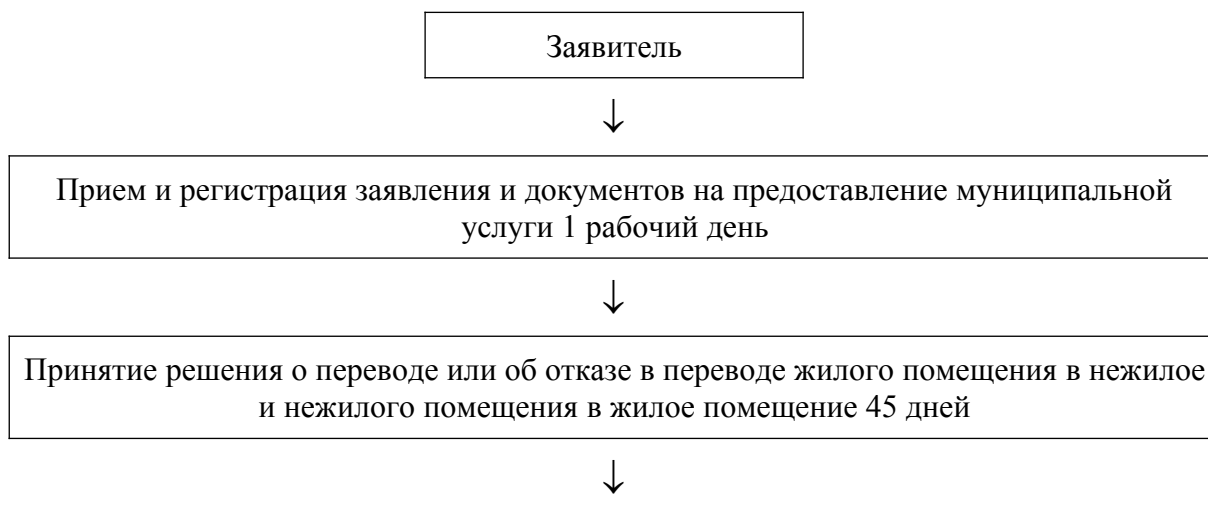 Заявитель
Прием и регистрация заявления и документов на предоставление муниципальной
услуги 1 рабочий день
Принятие решения о переводе или об отказе в переводе жилого помещения в нежилое
и нежилого помещения в жилое помещение 45 дней